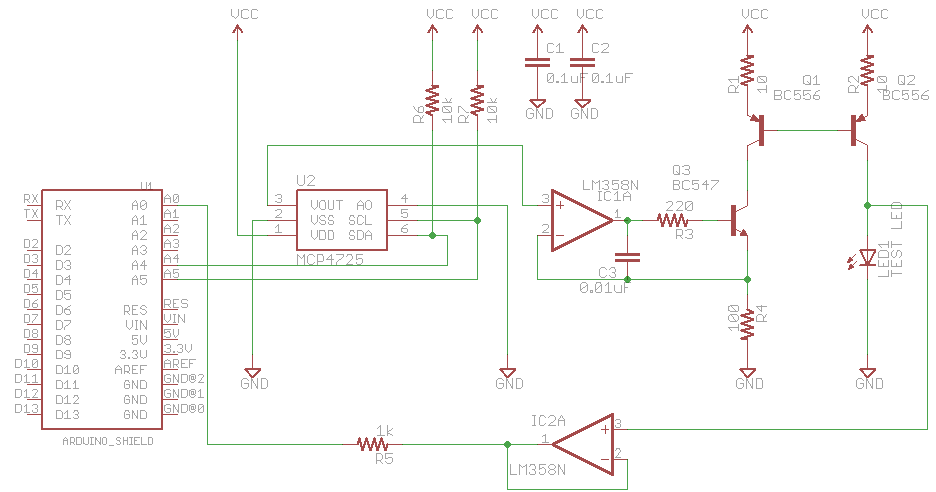 VCC
VCC
VCC
VCC
VCC
VCC
VCC
C1
0.1uF
C2
0.1uF
GND
GND
R6
10k
R7
10k
R1
10
Q1
BC556
R2
10
Q2
BC556
U1
RX
TX
D2
D3
D4
D5
D6
D7
D8
D9
D10
D11
D12
D13
RX
TX
D2
D3
D4
D5
D6
D7
D8
D9
D10
D11
D12
D13
A0
A1
A2
A3
A4
A5
RES
VIN
5V
3.3V
AREF
GND
GND
GND
A0
A1
A2
A3
A4
A5
RES
VIN
5V
3.3V
AREF
GND@2
GND@1
GND@0
ARDUINO_SHIELD
U2
3 VOUT AO 4
2 VSS SCL 5
1 VDD SDA 6
MCP4725
LM358N
IC1A
3
+
2
−
1
220
R3
Q3
BC547
C3
0.01uF
100
R4
LED1
TEST LED
GND
GND
GND
GND
1k
R5
IC2A
LM358N
1
3
+
2
−